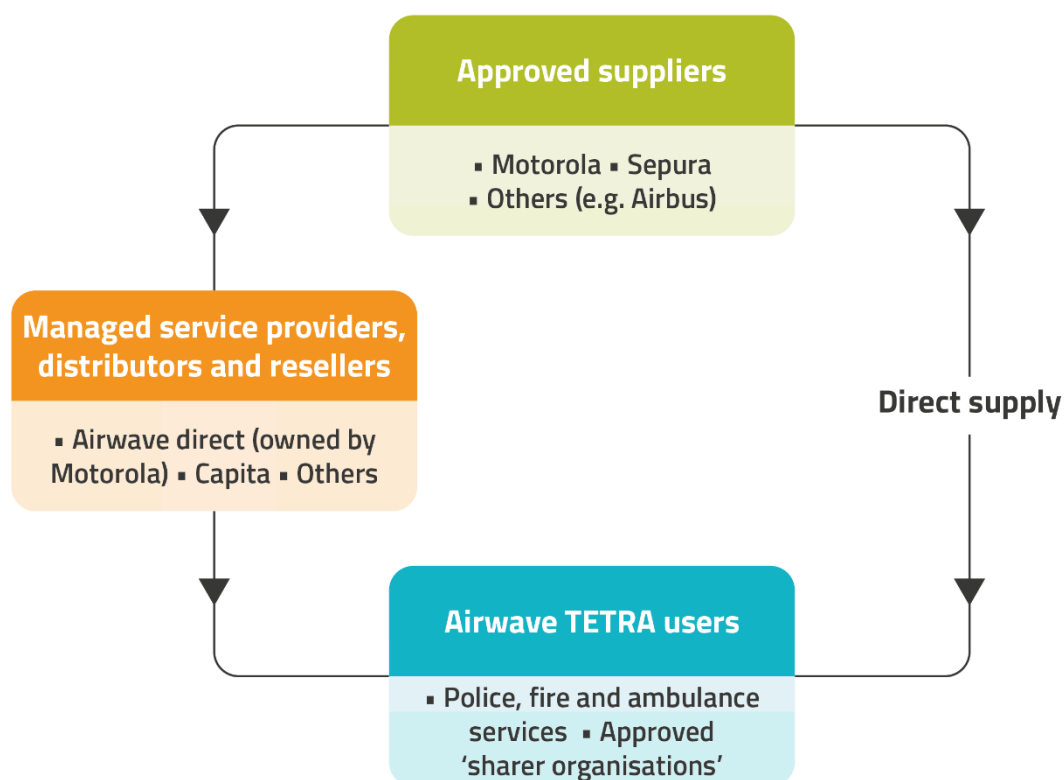 Approved suppliers
▪ Motorola ▪ Sepura
▪ Others (e.g. Airbus)
Managed service providers,
distributors and resellers
▪ Airwave direct (owned by
Motorola) ▪ Capita ▪ Others
Direct supply
Airwave TETRA users
▪ Police, fire and ambulance
services ▪ Approved
‘sharer organisations’